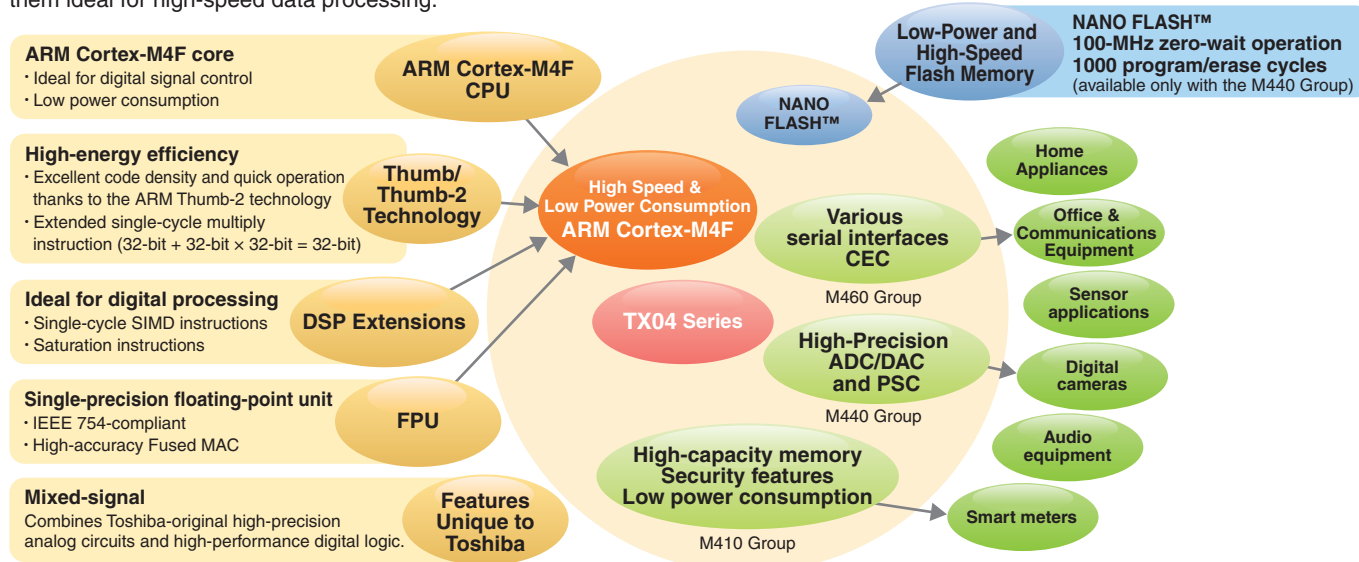 them ideal for high-speed data processing.
ARM Cortex-M4F core
・Ideal for digital signal control
・Low power consumption
ARM Cortex-M4F
CPU
High-energy efficiency
・Excellent code density and quick operation
thanks to the ARM Thumb-2 technology
・Extended single-cycle multiply
instruction (32-bit + 32-bit × 32-bit = 32-bit)
Thumb/
Thumb-2
Technology
Ideal for digital processing
・Single-cycle SIMD instructions
・Saturation instructions
DSP Extensions
Single-precision floating-point unit
・IEEE 754-compliant
・High-accuracy Fused MAC
FPU
Mixed-signal
Combines Toshiba-original high-precision
analog circuits and high-performance digital logic.
Features
Unique to
Toshiba
High Speed &
Low Power Consumption
ARM Cortex-M4F
TX04 Series
Low-Power and
High-Speed
Flash Memory
NANO FLASH™
100-MHz zero-wait operation
1000 program/erase cycles
(available only with the M440 Group)
NANO
FLASH™
Various
serial interfaces
CEC
M460 Group
High-Precision
ADC/DAC
and PSC
M440 Group
High-capacity memory
Security features
Low power consumption
M410 Group
Home
Appliances
Office &
Communications
Equipment
Sensor
applications
Digital
cameras
Audio
equipment
Smart meters